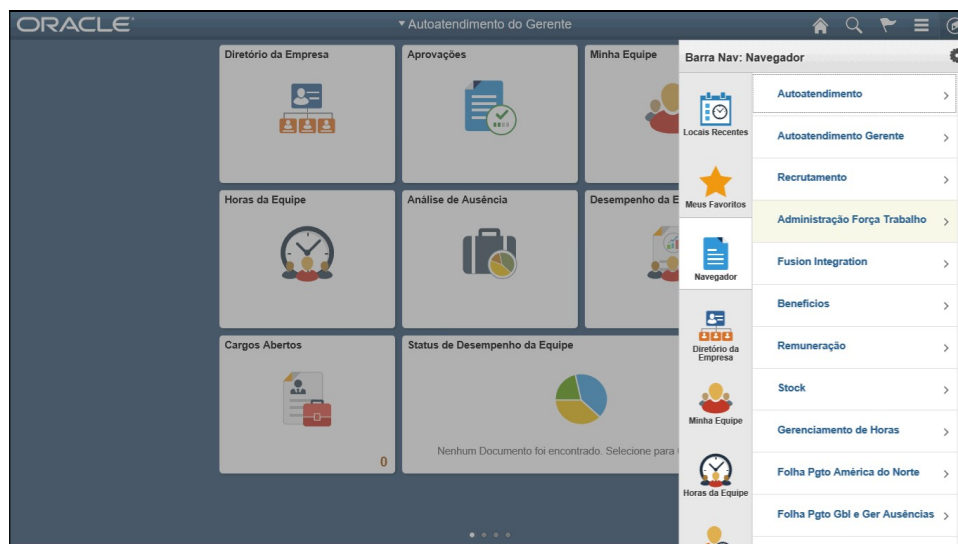 ORACLE
Autoatendimento do Gerente
Diretório da Empresa
Aprovações
Minha Equipe
Horas da Equipe
Análise de Ausência
Desempenho da E
Cargos Abertos
0
Status de Desempenho da Equipe
Nenhum Documento foi encontrado. Selecione para
Barra Nav: Navegador
Locais Recentes
Meus Favoritos
Navegador
Diretório da
Empresa
Minha Equipe
Horas da Equipe
Autoatendimento
Autoatendimento Gerente
Recrutamento
Administração Força Trabalho
Fusion Integration
Benefícios
Remuneração
Stock
Gerenciamento de Horas
Folha Pgto América do Norte
Folha Pgto Gbl e Ger Ausências